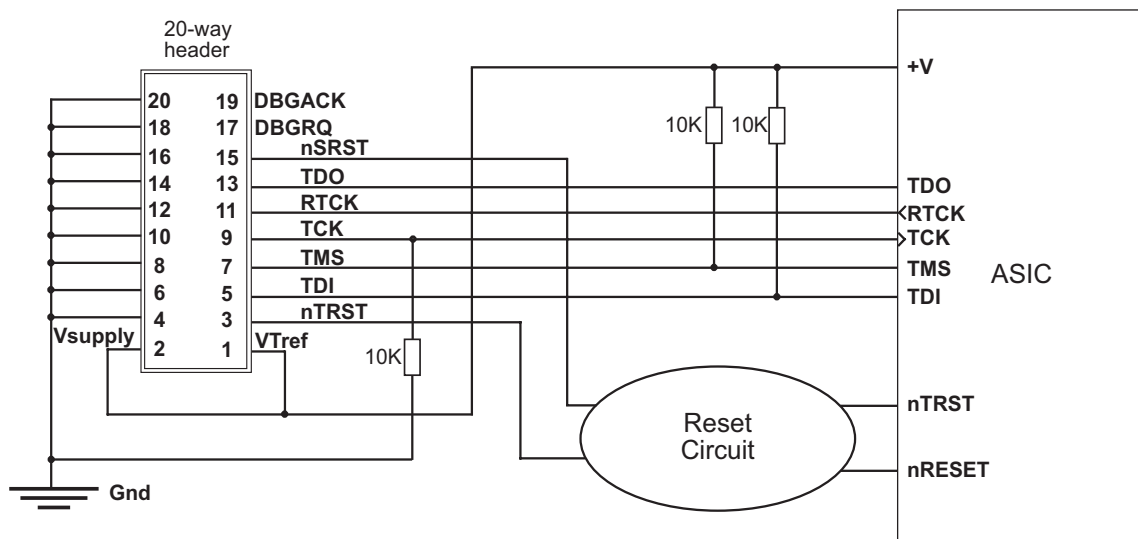 20-way
header
+V
20 19 DBGACK
18 17 DBGRQ
10K 10K
16 15 nSRST
14 13 TDO TDO
12 11 RTCK RTCK
10 9 TCK TCK
8 7 TMS TMS
ASIC
6 5 TDI TDI
4 3 nTRST
Vsupply 2 1 VTref
10K
Reset
Circuit
nTRST
nRESET
Gnd